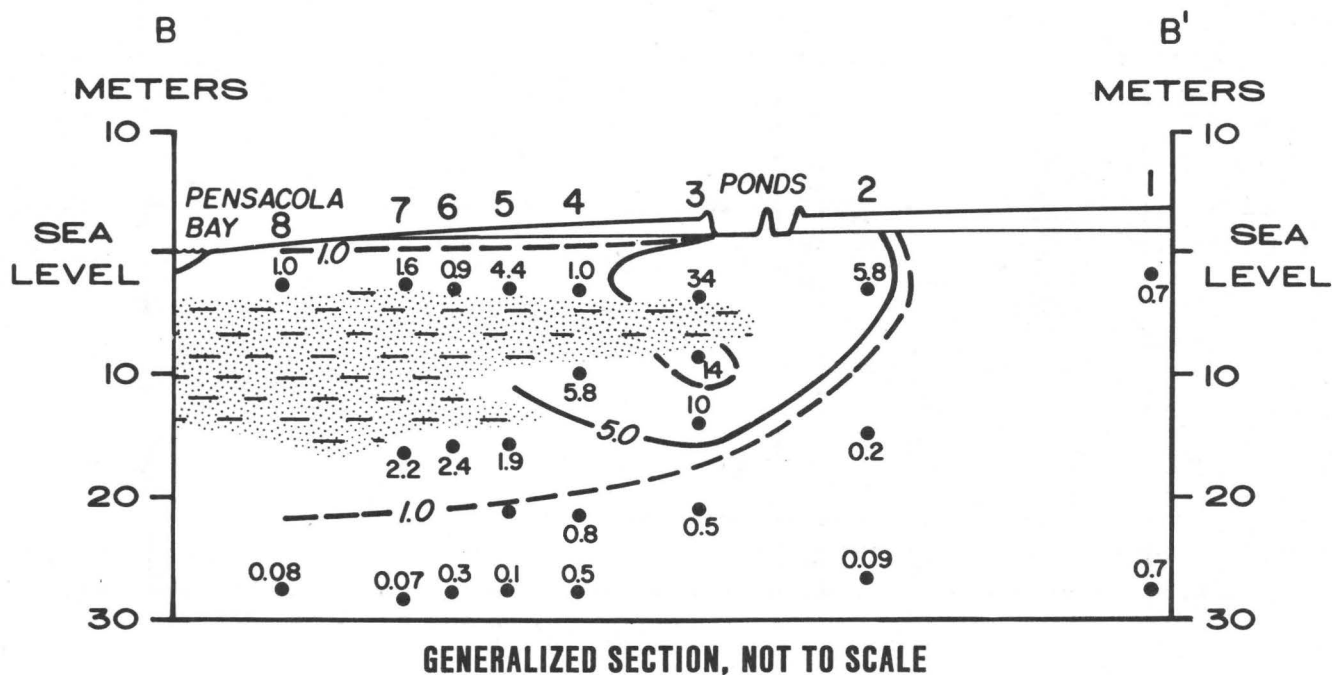 B B'
METERS METERS
10 10
PENSACOLA BAY
8 7 6 5 4 3 PONDS 2 1
SEA LEVEL SEA LEVEL
1.0
1.0 1.6 0.9 4.4 1.0 34 5.8 0.7
14
10 10
5.8 10
5.0
2.2 2.4 1.9 0.2
20 20
1.0
0.8 0.5
0.08 0.07 0.3 0.1 0.5 0.09 0.7
30 30
GENERALIZED SECTION, NOT TO SCALE